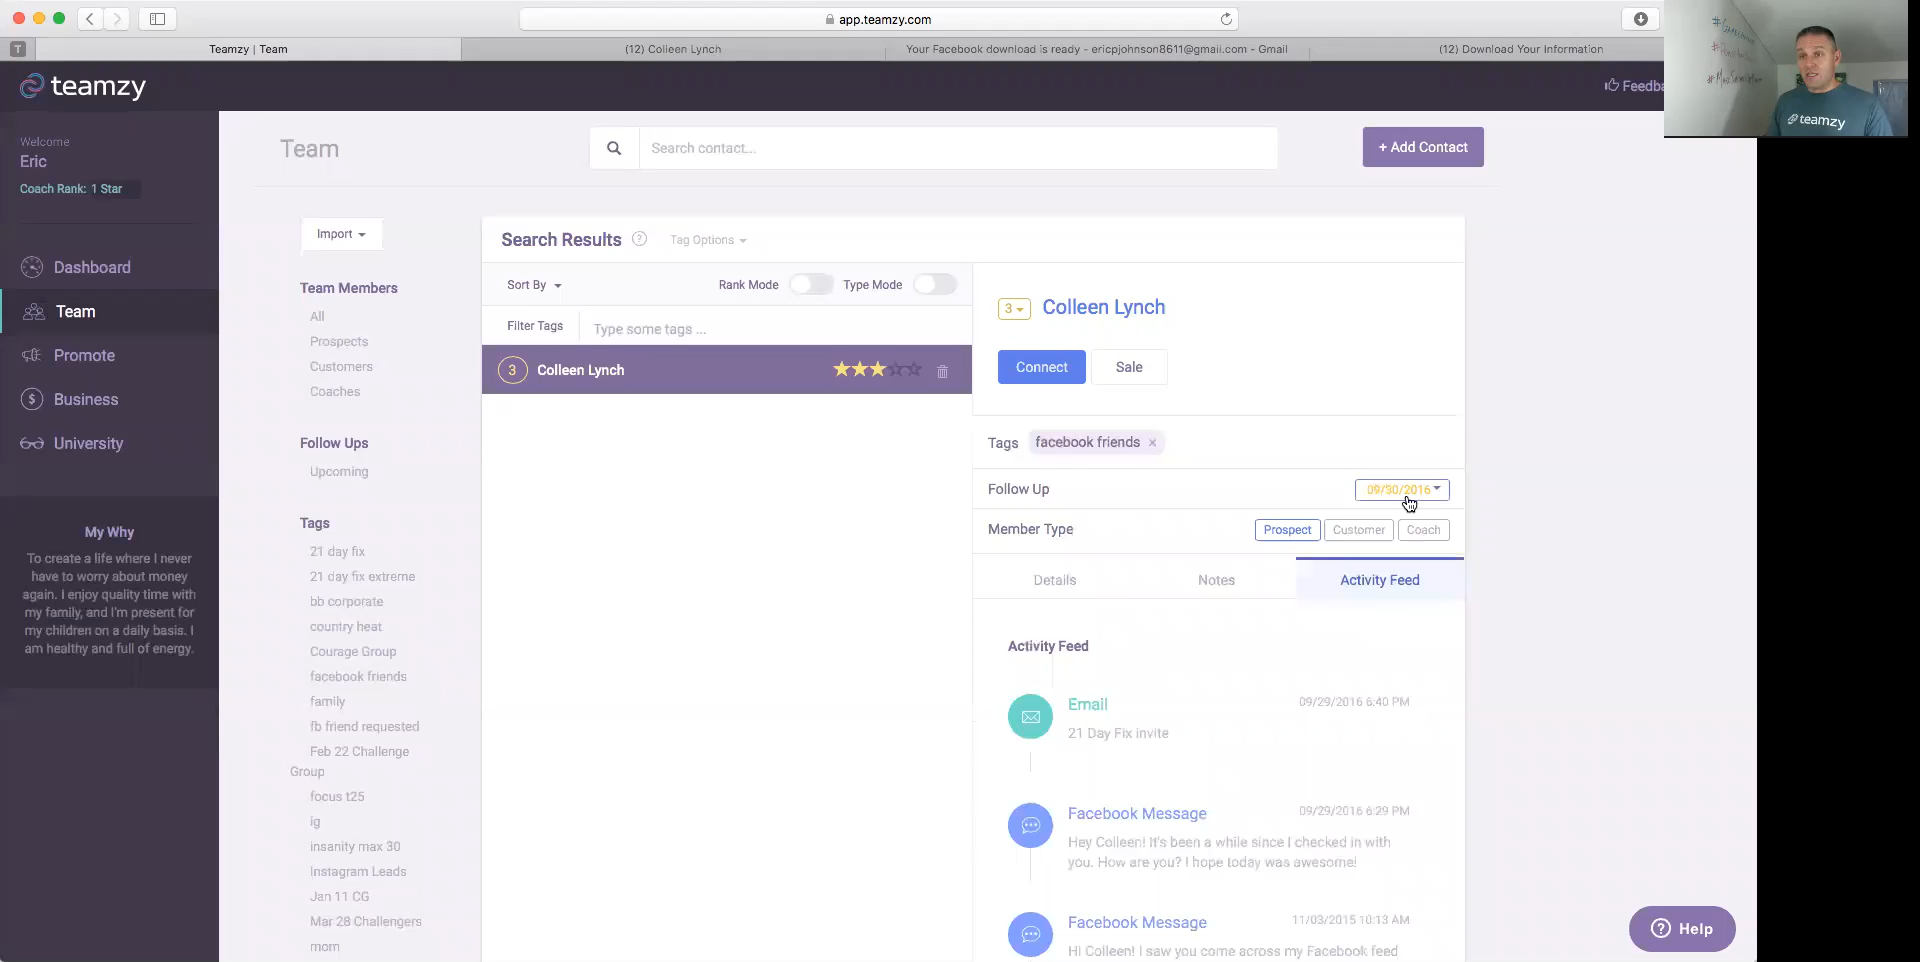 app.teamzy.com
T
Teamzy | Team
(12) Colleen Lynch
Your Facebook download is ready - ericpjohnson8611@gmail.com - Gmail
(12) Download Your Information
teamzy
Feedba
teamzy
Welcome
Eric
Coach Rank: 1 Star
Dashboard
Team
Promote
Business
University
My Why
To create a life where I never
have to worry about money
again. I enjoy quality time with
my family, and I'm present for
my children on a daily basis. I
am healthy and full of energy.
Team
Search contact...
+ Add Contact
Import
Team Members
All
Prospects
Customers
Coaches
Follow Ups
Upcoming
Tags
21 day fix
21 day fix extreme
bb corporate
country heat
Courage Group
facebook friends
family
fb friend requested
Feb 22 Challenge
Group
focus t25
ig
insanity max 30
Instagram Leads
Jan 11 CG
Mar 28 Challengers
mom
Search Results ?
Tag Options
Sort By
Rank Mode
Type Mode
Filter Tags
Type some tags ...
3 Colleen Lynch
3 Colleen Lynch
Connect
Sale
Tags facebook friends ×
Follow Up 09/30/2016
Member Type Prospect Customer Coach
Details
Notes
Activity Feed
Activity Feed
Email 09/29/2016 6:40 PM
21 Day Fix invite
Facebook Message 09/29/2016 6:29 PM
Hey Colleen! It's been a while since I checked in with
you. How are you? I hope today was awesome!
Facebook Message 11/03/2015 10:13 AM
Hi Colleen! I saw you come across my Facebook feed
? Help